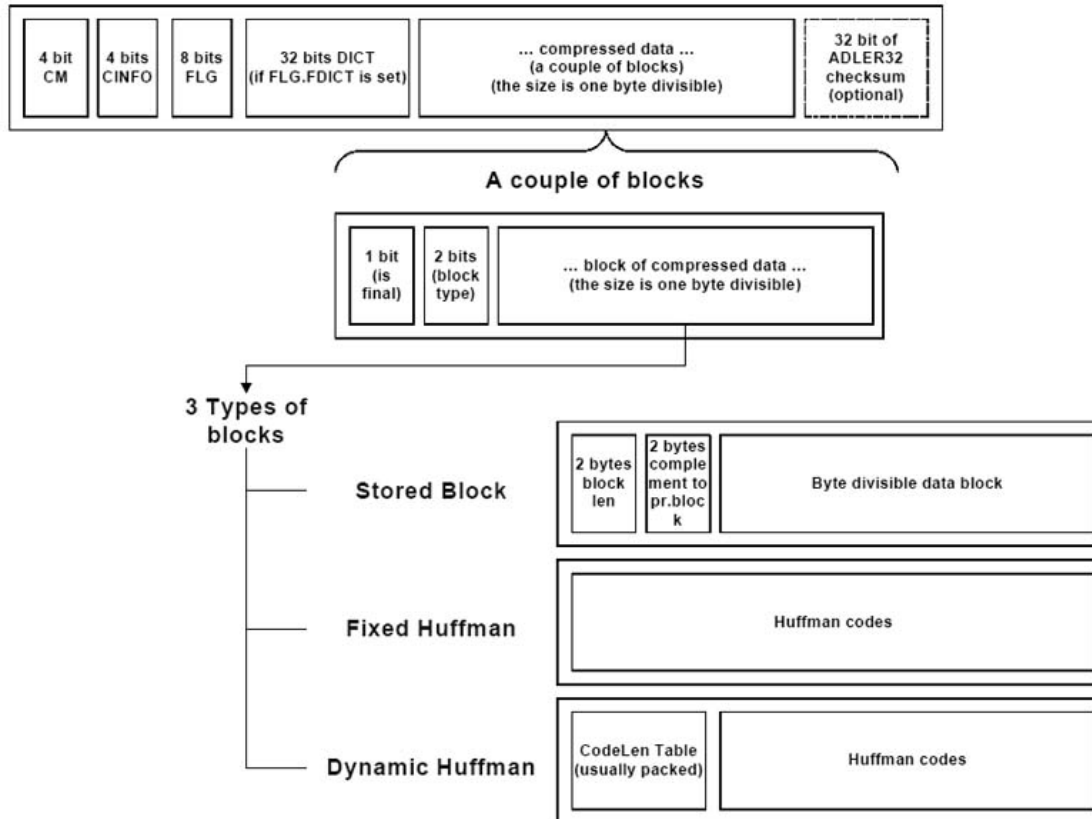 4 bit
CM
4 bits
CINFO
8 bits
FLG
32 bits DICT
(if FLG.FDICT is set)
... compressed data ...
(a couple of blocks)
(the size is one byte divisible)
32 bit of
ADLER32
checksum
(optional)
A couple of blocks
1 bit
(is
final)
2 bits
(block
type)
... block of compressed data ...
(the size is one byte divisible)
3 Types of
blocks
Stored Block
2 bytes
block
len
2 bytes
comple
ment to
pr.bloc
k
Byte divisible data block
Fixed Huffman
Huffman codes
Dynamic Huffman
CodeLen Table
(usually packed)
Huffman codes